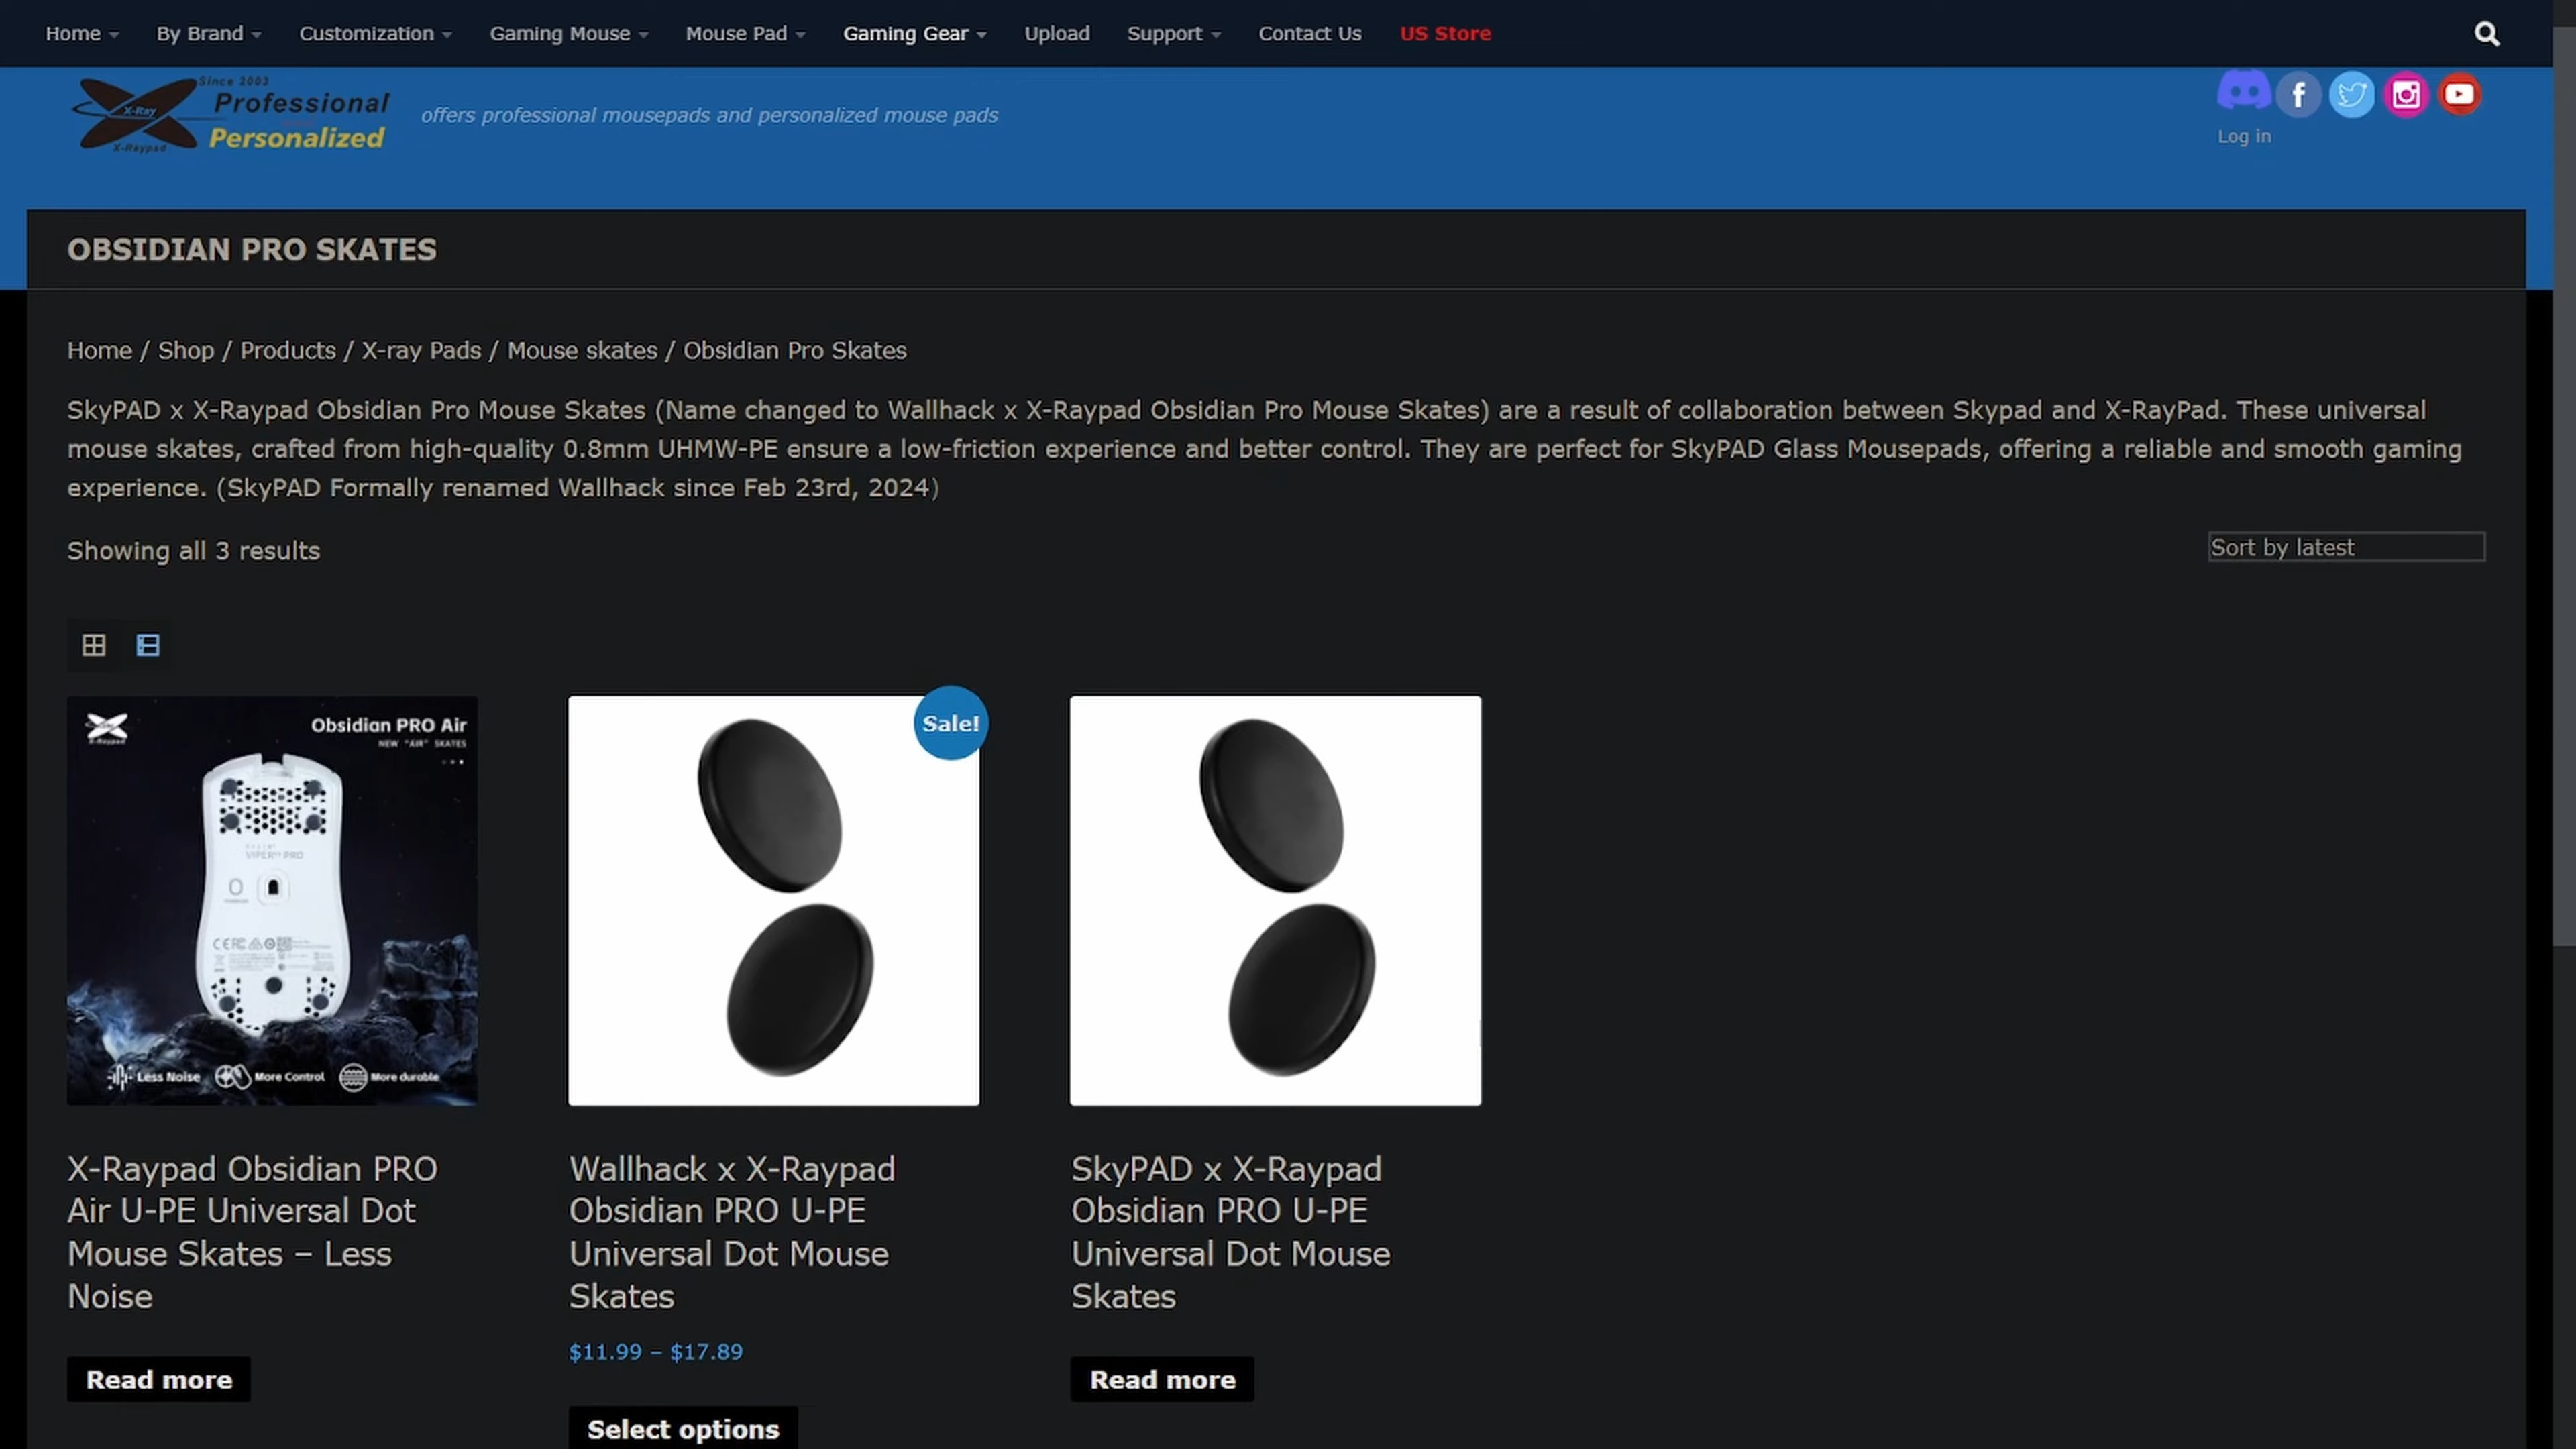 Home By Brand Customization Gaming Mouse Mouse Pad Gaming Gear Upload Support Contact Us US Store
Since 2003
X-Ray
Professional
Personalized
X-Raypad
offers professional mousepads and personalized mouse pads
Log in
OBSIDIAN PRO SKATES
Home / Shop / Products / X-ray Pads / Mouse skates / Obsidian Pro Skates
SkyPAD x X-Raypad Obsidian Pro Mouse Skates (Name changed to Wallhack x X-Raypad Obsidian Pro Mouse Skates) are a result of collaboration between Skypad and X-RayPad. These universal
mouse skates, crafted from high-quality 0.8mm UHMW-PE ensure a low-friction experience and better control. They are perfect for SkyPAD Glass Mousepads, offering a reliable and smooth gaming
experience. (SkyPAD Formally renamed Wallhack since Feb 23rd, 2024)
Showing all 3 results
Sort by latest
X-Raypad
Obsidian PRO Air
NEW "AIR" SKATES
VIPER PRO
Less Noise More Control More durable
X-Raypad Obsidian PRO
Air U-PE Universal Dot
Mouse Skates – Less
Noise
Read more
Sale!
Wallhack x X-Raypad
Obsidian PRO U-PE
Universal Dot Mouse
Skates
$11.99 – $17.89
Select options
SkyPAD x X-Raypad
Obsidian PRO U-PE
Universal Dot Mouse
Skates
Read more